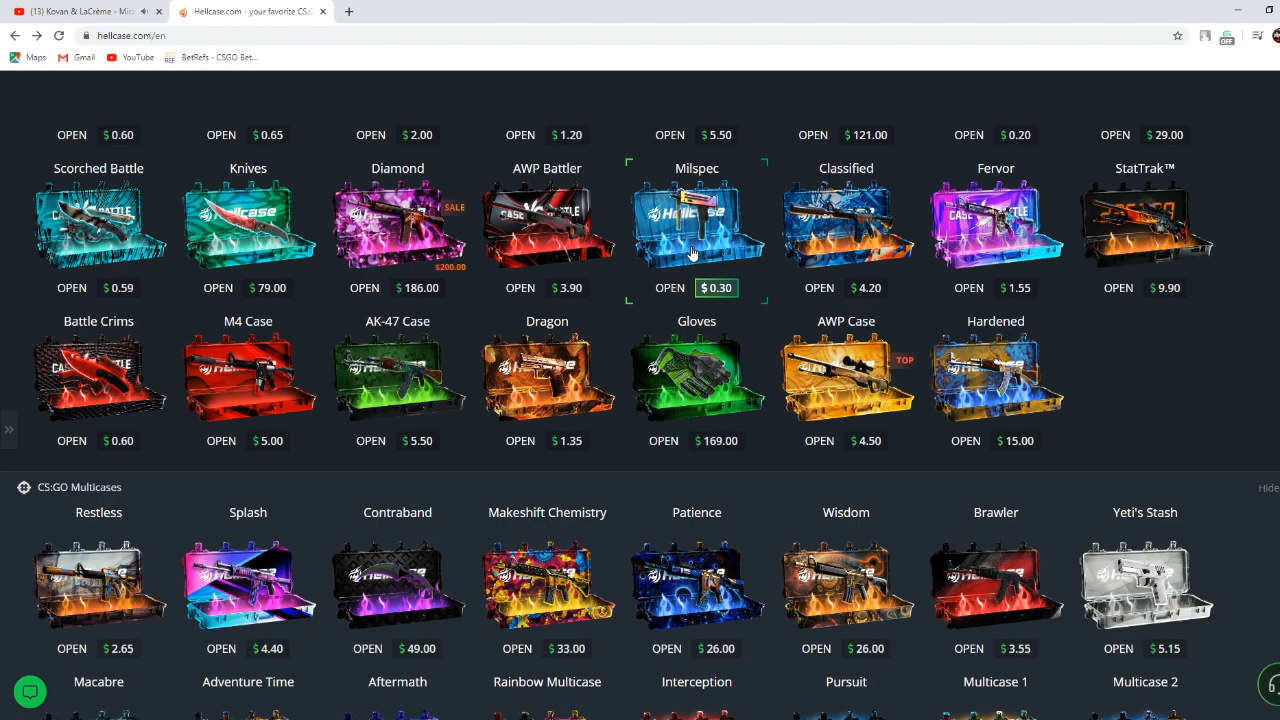 (13) Kovan & LaCrème - Mir
Hellcase.com - your favorite CS:G
hellcase.com/en
OFF
Maps Gmail YouTube BET REF. BetRefs - CSGO Bet...
OPEN $ 0.60 OPEN $ 0.65 OPEN $ 2.00 OPEN $ 1.20 OPEN $ 5.50 OPEN $ 121.00 OPEN $ 0.20 OPEN $ 29.00
Scorched Battle Knives Diamond AWP Battler Milspec Classified Fervor StatTrak™
SALE
$200.00
OPEN $ 0.59 OPEN $ 79.00 OPEN $ 186.00 OPEN $ 3.90 OPEN $ 0.30 OPEN $ 4.20 OPEN $ 1.55 OPEN $ 9.90
Battle Crims M4 Case AK-47 Case Dragon Gloves AWP Case Hardened
TOP
OPEN $ 0.60 OPEN $ 5.00 OPEN $ 5.50 OPEN $ 1.35 OPEN $ 169.00 OPEN $ 4.50 OPEN $ 15.00
CS:GO Multicases Hide
Restless Splash Contraband Makeshift Chemistry Patience Wisdom Brawler Yeti's Stash
OPEN $ 2.65 OPEN $ 4.40 OPEN $ 49.00 OPEN $ 33.00 OPEN $ 26.00 OPEN $ 26.00 OPEN $ 3.55 OPEN $ 5.15
Macabre Adventure Time Aftermath Rainbow Multicase Interception Pursuit Multicase 1 Multicase 2